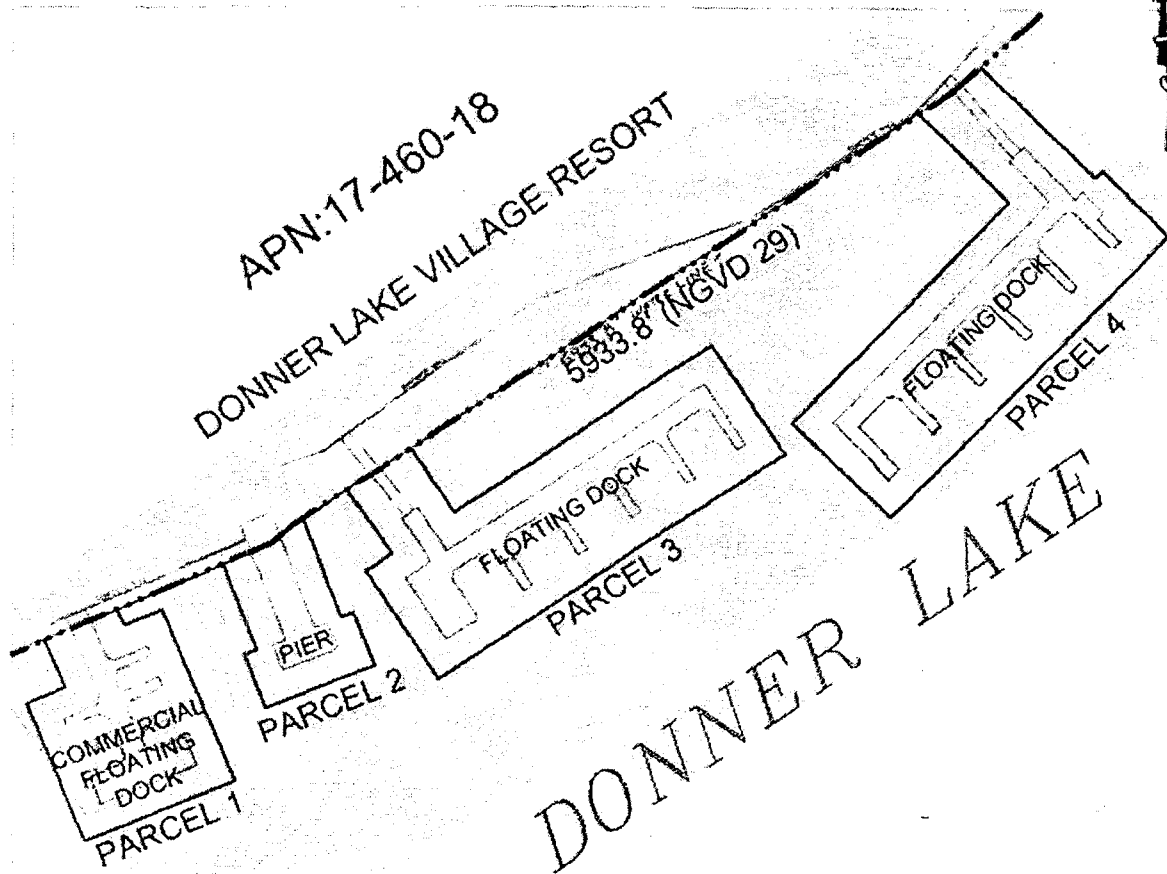 APN:17-460-18
DONNER LAKE VILLAGE RESORT
5933.8' (NGVD 29)
FLOATING DOCK
PARCEL 4
FLOATING DOCK
PARCEL 3
PIER
PARCEL 2
COMMERCIAL
FLOATING
DOCK
PARCEL 1
DONNER LAKE